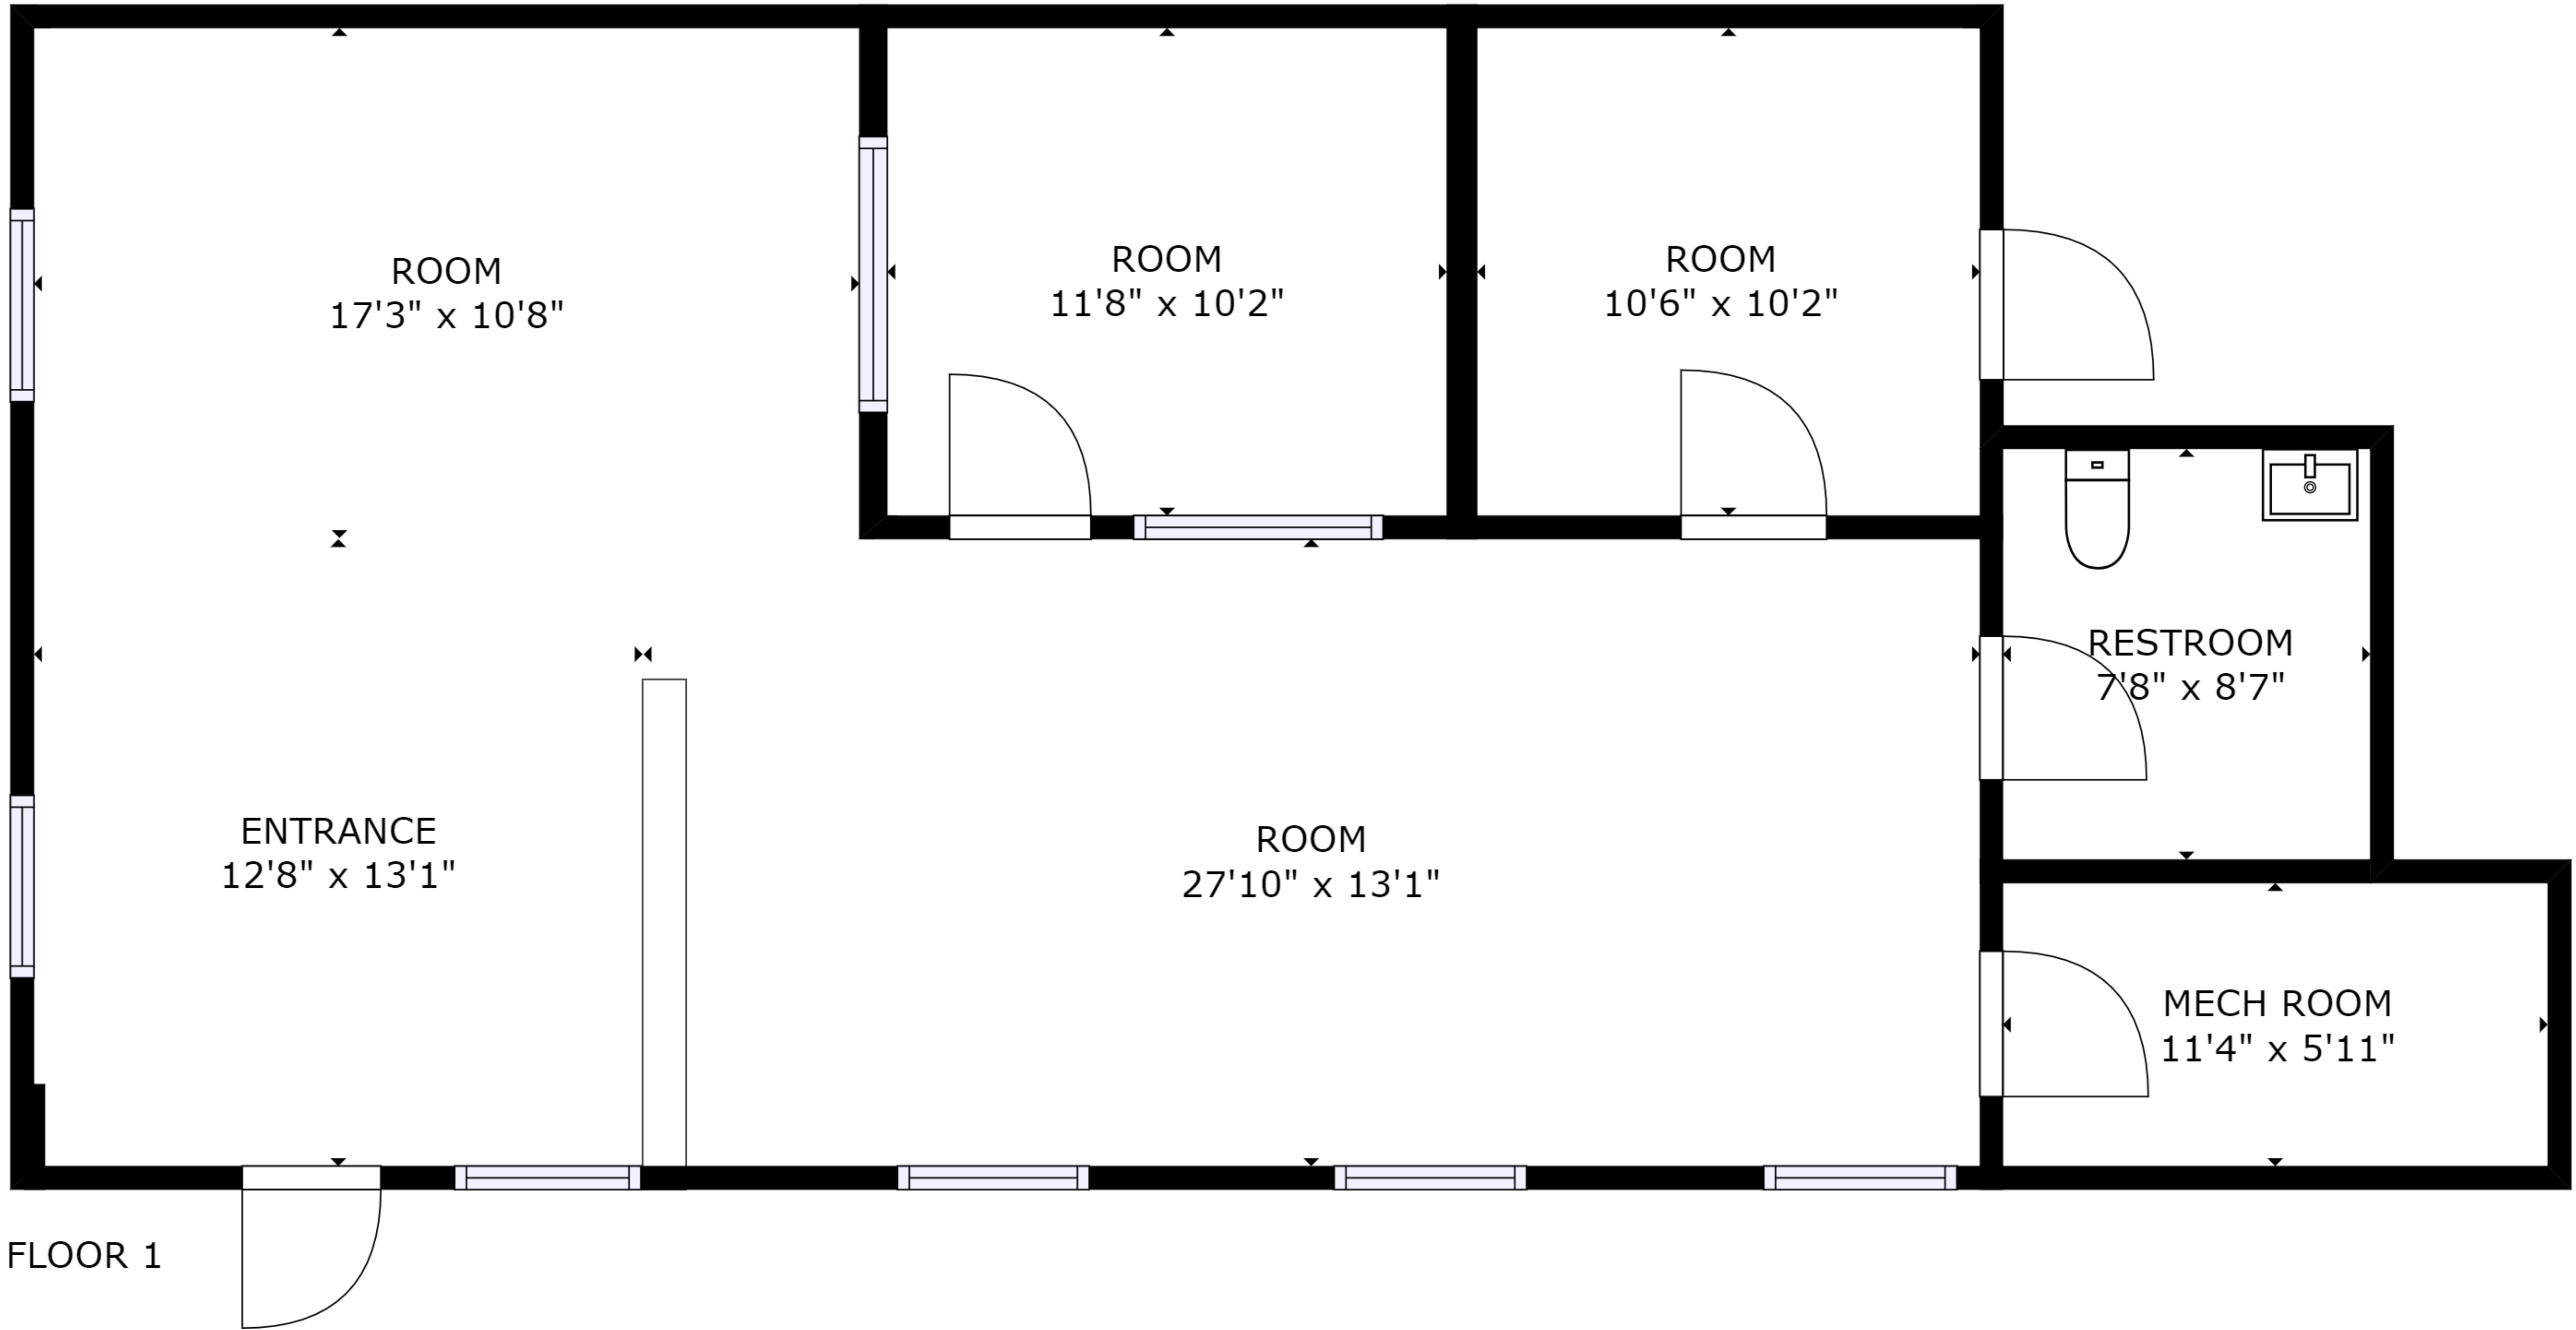 ROOM
17'3" x 10'8"
ROOM
11'8" x 10'2"
ROOM
10'6" x 10'2"
RESTROOM
7'8" x 8'7"
ENTRANCE
12'8" x 13'1"
ROOM
27'10" x 13'1"
MECH ROOM
11'4" x 5'11"
FLOOR 1